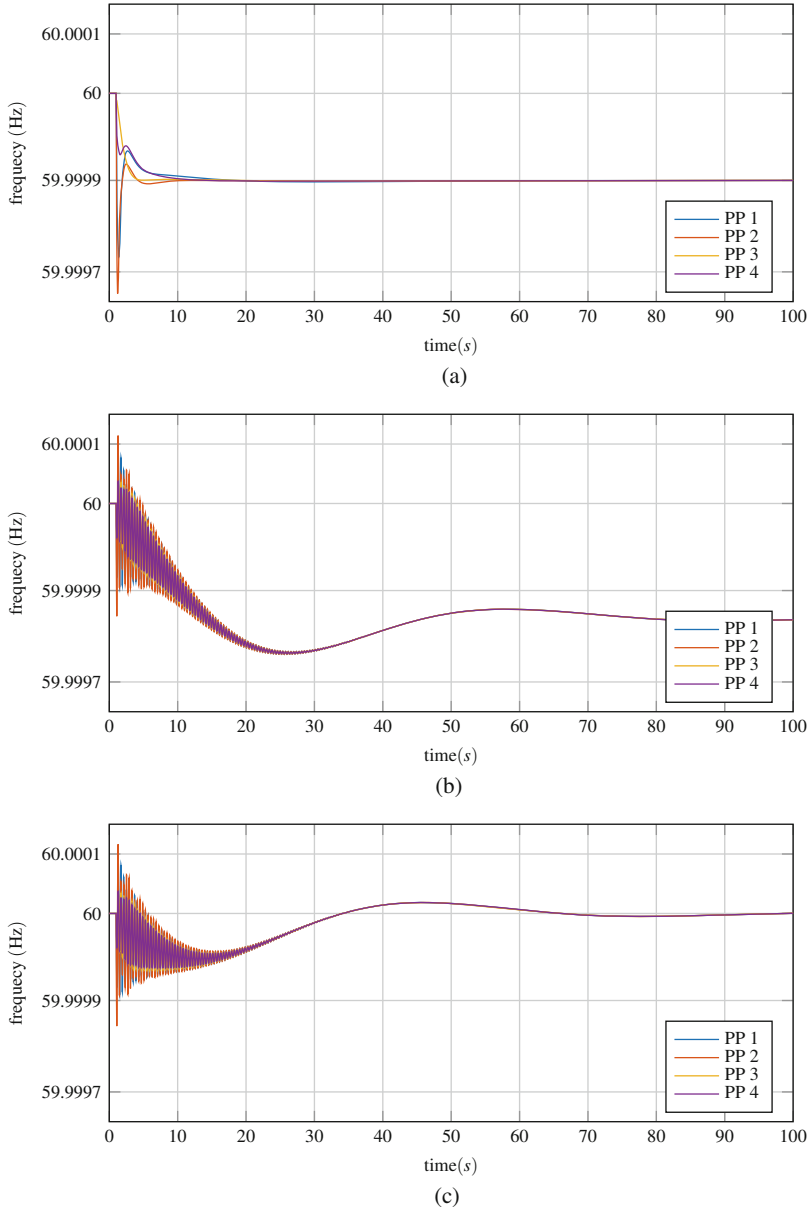 60.0001
60
59.9999
59.9997
frequecy (Hz)
0 10 20 30 40 50 60 70 80 90 100
time(s)
PP 1
PP 2
PP 3
PP 4
(a)
60.0001
60
59.9999
59.9997
frequecy (Hz)
0 10 20 30 40 50 60 70 80 90 100
time(s)
PP 1
PP 2
PP 3
PP 4
(b)
60.0001
60
59.9999
59.9997
frequecy (Hz)
0 10 20 30 40 50 60 70 80 90 100
time(s)
PP 1
PP 2
PP 3
PP 4
(c)